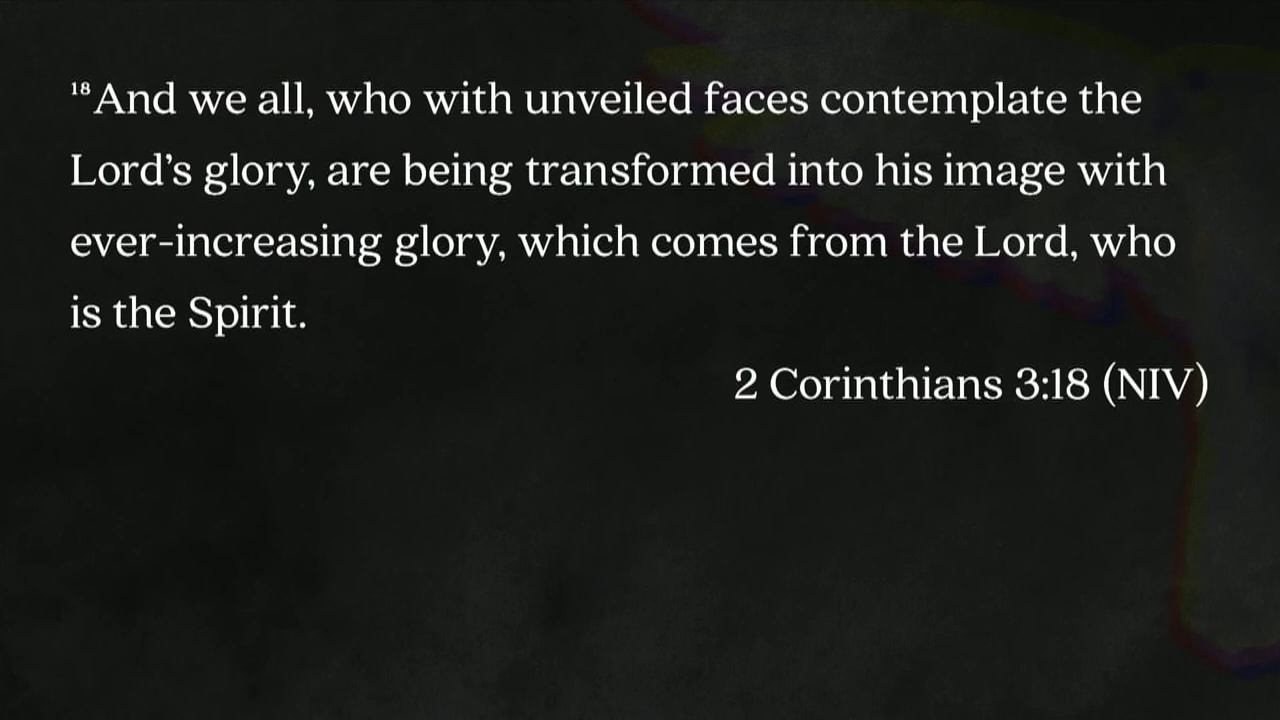 ¹⁸And we all, who with unveiled faces contemplate the
Lord’s glory, are being transformed into his image with
ever-increasing glory, which comes from the Lord, who
is the Spirit.
2 Corinthians 3:18 (NIV)